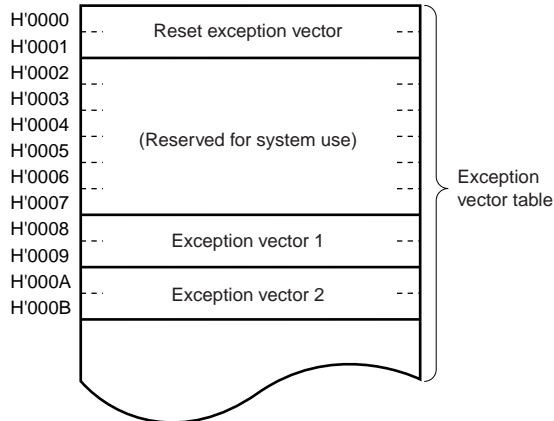 H'0000
H'0001
H'0002
H'0003
H'0004
H'0005
H'0006
H'0007
H'0008
H'0009
H'000A
H'000B
Reset exception vector
(Reserved for system use)
Exception vector 1
Exception vector 2
Exception
vector table